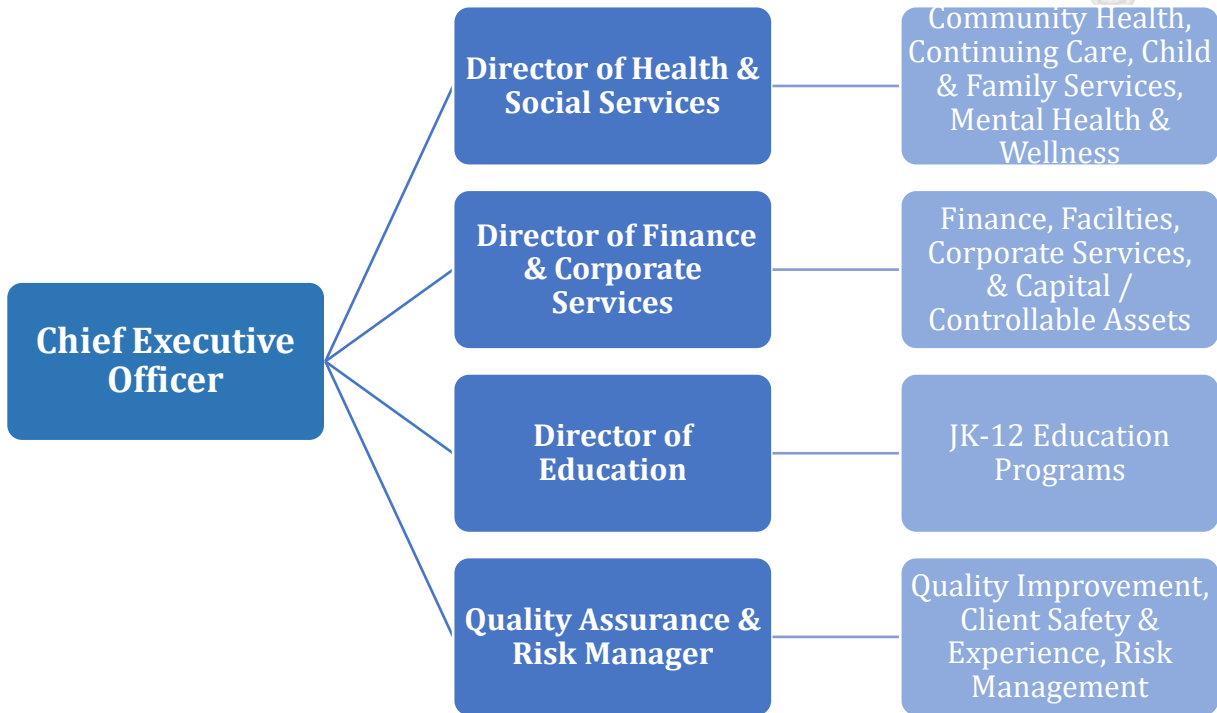 Chief Executive
Officer
Director of Health &
Social Services
Community Health,
Continuing Care, Child
& Family Services,
Mental Health &
Wellness
Director of Finance
& Corporate
Services
Finance, Facilties,
Corporate Services,
& Capital /
Controllable Assets
Director of
Education
JK-12 Education
Programs
Quality Assurance &
Risk Manager
Quality Improvement,
Client Safety &
Experience, Risk
Management